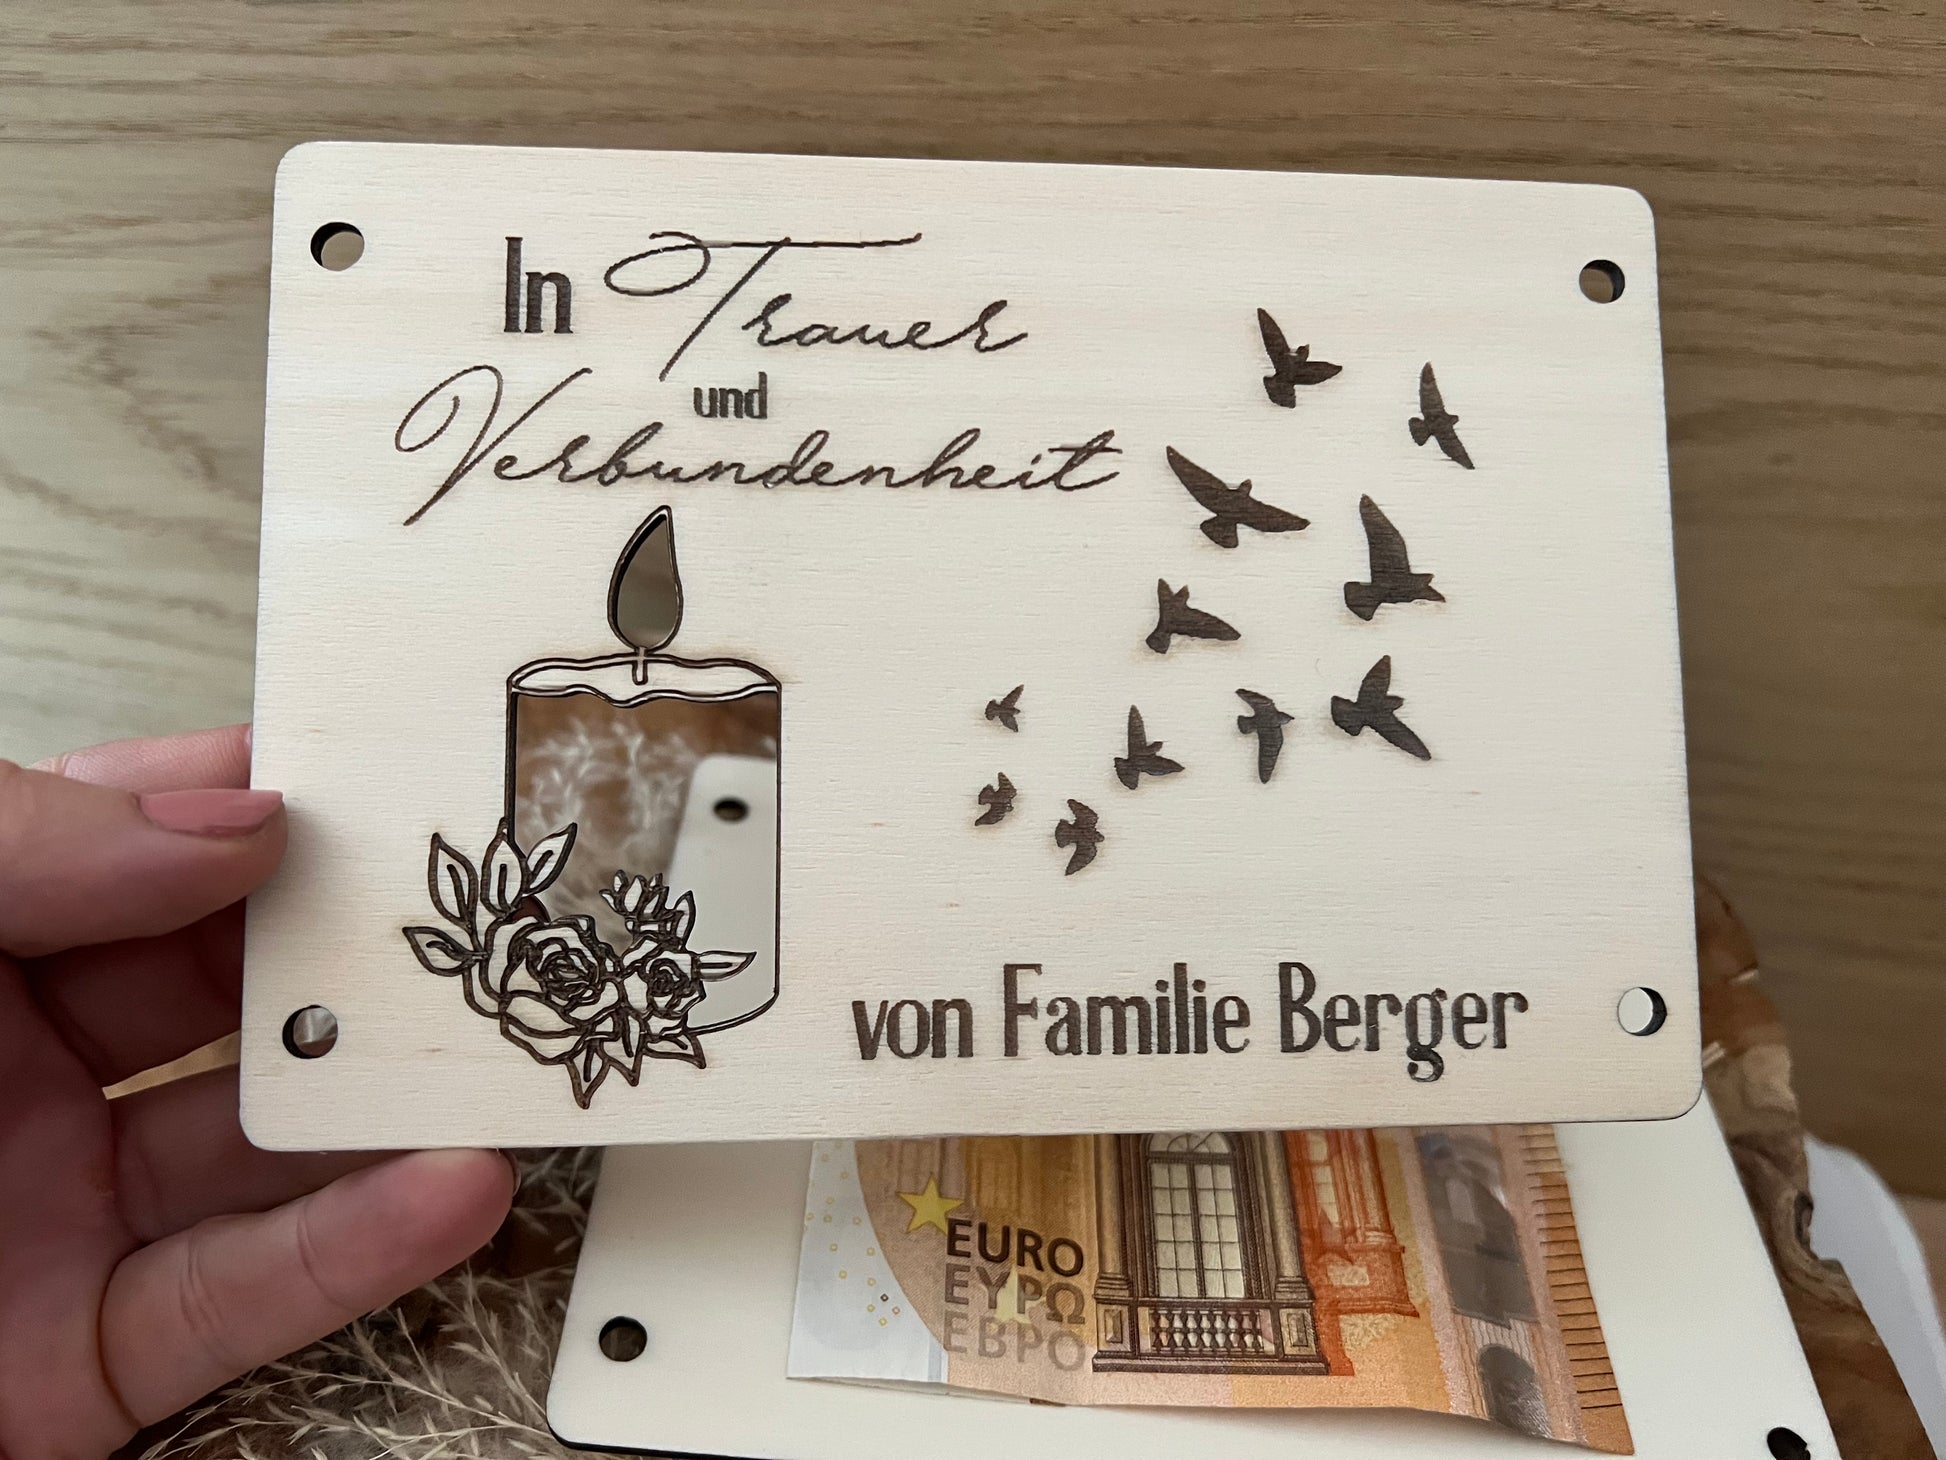 In Trauer
und
Verbundenheit
von Familie Berger
EURO
ΕΥΡΩ
ЕВРО